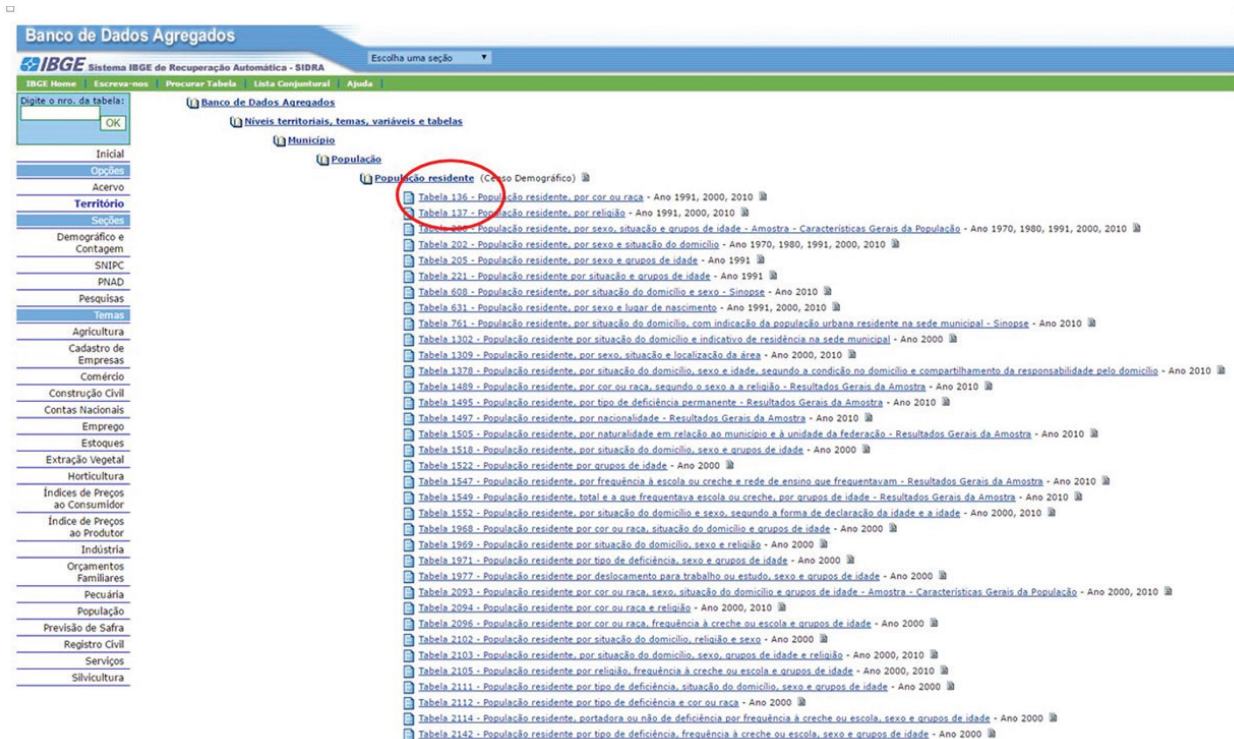 Banco de Dados Agregados
IBGE Sistema IBGE de Recuperação Automática - SIDRA
Escolha uma seção
IBGE Home | Escreva-nos | Procurar Tabela | Lista Conjuntural | Ajuda |
Digite o nro. da tabela:
OK
Inicial
Opções
Acervo
Território
Seções
Demográfico e
Contagem
SNIPC
PNAD
Pesquisas
Temas
Agricultura
Cadastro de
Empresas
Comércio
Construção Civil
Contas Nacionais
Emprego
Estoques
Extração Vegetal
Horticultura
Índices de Preços
ao Consumidor
Índice de Preços
ao Produtor
Indústria
Orçamentos
Familiares
Pecuária
População
Previsão de Safra
Registro Civil
Serviços
Silvicultura
Banco de Dados Agregados
Níveis territoriais, temas, variáveis e tabelas
Município
População
População residente (Censo Demográfico)
Tabela 136 - População residente, por cor ou raça - Ano 1991, 2000, 2010
Tabela 137 - População residente, por religião - Ano 1991, 2000, 2010
Tabela - População residente, por sexo, situação e grupos de idade - Amostra - Características Gerais da População - Ano 1970, 1980, 1991, 2000, 2010
Tabela 202 - População residente, por sexo e situação do domicílio - Ano 1970, 1980, 1991, 2000, 2010
Tabela 205 - População residente, por sexo e grupos de idade - Ano 1991
Tabela 221 - População residente por situação e grupos de idade - Ano 1991
Tabela 608 - População residente, por situação do domicílio e sexo - Sinopse - Ano 2010
Tabela 631 - População residente, por sexo e lugar de nascimento - Ano 1991, 2000, 2010
Tabela 761 - População residente, por situação do domicílio, com indicação da população urbana residente na sede municipal - Sinopse - Ano 2010
Tabela 1302 - População residente por situação do domicílio e indicativo de residência na sede municipal - Ano 2000
Tabela 1309 - População residente, por sexo, situação e localização da área - Ano 2000, 2010
Tabela 1378 - População residente, por situação do domicílio, sexo e idade, segundo a condição no domicílio e compartilhamento da responsabilidade pelo domicílio - Ano 2010
Tabela 1489 - População residente, por cor ou raça, segundo o sexo a a religião - Resultados Gerais da Amostra - Ano 2010
Tabela 1495 - População residente, por tipo de deficiência permanente - Resultados Gerais da Amostra - Ano 2010
Tabela 1497 - População residente, por nacionalidade - Resultados Gerais da Amostra - Ano 2010
Tabela 1505 - População residente, por naturalidade em relação ao município e à unidade da federação - Resultados Gerais da Amostra - Ano 2010
Tabela 1518 - População residente, por situação do domicílio, sexo e grupos de idade - Ano 2000
Tabela 1522 - População residente por grupos de idade - Ano 2000
Tabela 1547 - População residente, por frequência à escola ou creche e rede de ensino que frequentavam - Resultados Gerais da Amostra - Ano 2010
Tabela 1549 - População residente, total e a que frequentava escola ou creche, por grupos de idade - Resultados Gerais da Amostra - Ano 2010
Tabela 1552 - População residente, por situação do domicílio e sexo, segundo a forma de declaração da idade e a idade - Ano 2000, 2010
Tabela 1968 - População residente por cor ou raça, situação do domicílio e grupos de idade - Ano 2000
Tabela 1969 - População residente por situação do domicílio, sexo e religião - Ano 2000
Tabela 1971 - População residente por tipo de deficiência, sexo e grupos de idade - Ano 2000
Tabela 1977 - População residente por deslocamento para trabalho ou estudo, sexo e grupos de idade - Ano 2000
Tabela 2093 - População residente por cor ou raça, sexo, situação do domicílio e grupos de idade - Amostra - Características Gerais da População - Ano 2000, 2010
Tabela 2094 - População residente por cor ou raça e religião - Ano 2000, 2010
Tabela 2096 - População residente por cor ou raça, frequência à creche ou escola e grupos de idade - Ano 2000
Tabela 2102 - População residente por situação do domicílio, religião e sexo - Ano 2000
Tabela 2103 - População residente, por situação do domicílio, sexo, grupos de idade e religião - Ano 2000, 2010
Tabela 2105 - População residente por religião, frequência à creche ou escola e grupos de idade - Ano 2000, 2010
Tabela 2111 - População residente por tipo de deficiência, situação do domicílio, sexo e grupos de idade - Ano 2000
Tabela 2112 - População residente por tipo de deficiência e cor ou raça - Ano 2000
Tabela 2114 - População residente, portadora ou não de deficiência por frequência à creche ou escola, sexo e grupos de idade - Ano 2000
Tabela 2142 - População residente por tipo de deficiência, frequência à creche ou escola, sexo e grupos de idade - Ano 2000